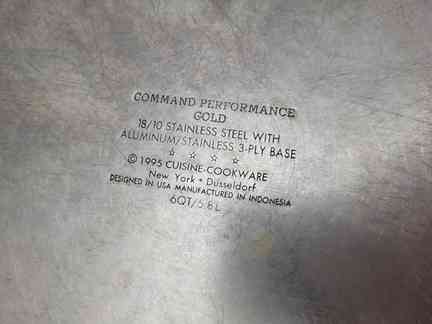 COMMAND PERFORMANCE
GOLD
18/10 STAINLESS STEEL WITH
ALUMINUM/STAINLESS 3-PLY BASE
☆ ☆ ☆ ☆
© 1995 CUISINE-COOKWARE
New York • Dusseldorf
DESIGNED IN USA MANUFACTURED IN INDONESIA
6QT/5.8L